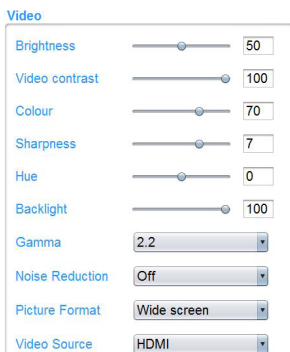 Video
Brightness 50
Video contrast 100
Colour 70
Sharpness 7
Hue 0
Backlight 100
Gamma 2.2
Noise Reduction Off
Picture Format Wide screen
Video Source HDMI